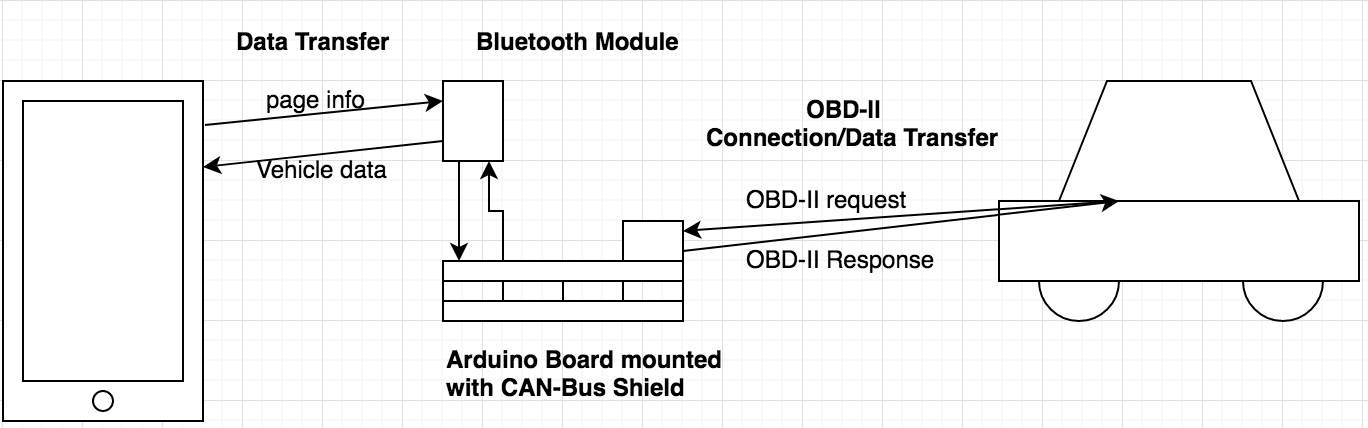 Data Transfer
Bluetooth Module
page info
Vehicle data
OBD-II
Connection/Data Transfer
OBD-II request
OBD-II Response
Arduino Board mounted
with CAN-Bus Shield